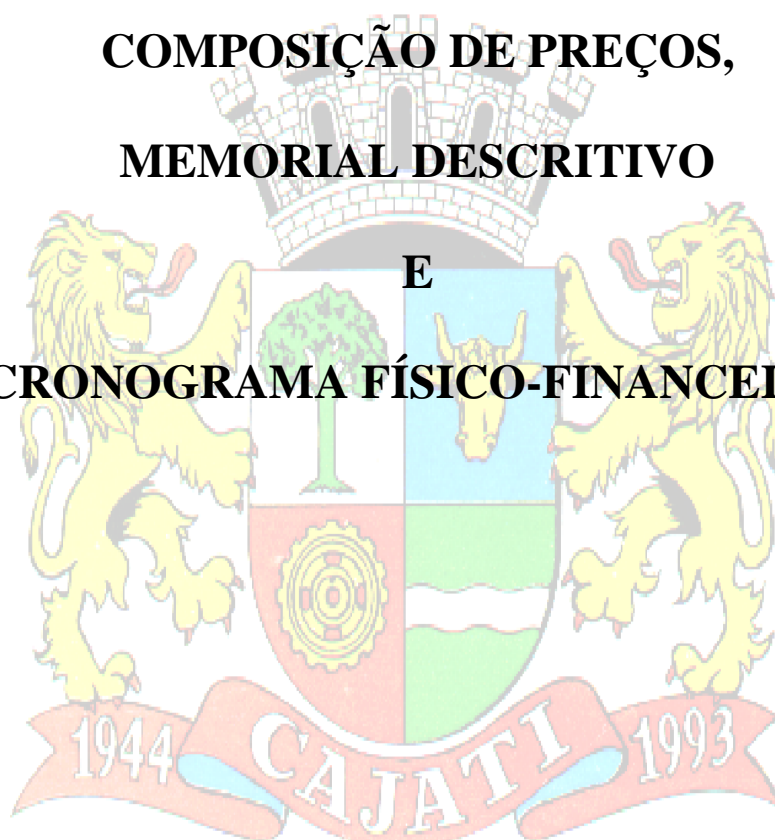 COMPOSIÇÃO DE PREÇOS,
MEMORIAL DESCRITIVO
E
CRONOGRAMA FÍSICO-FINANCEI
1944 CAJATI 1993